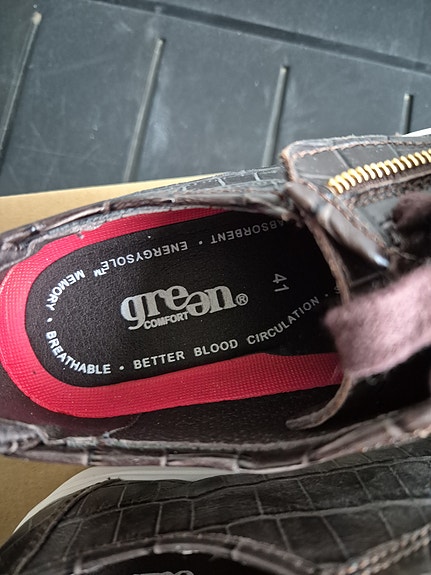 green®
COMFORT
41
ABSORBENT • ENERGYSOLE™ MEMORY • BREATHABLE • BETTER BLOOD CIRCULATION •